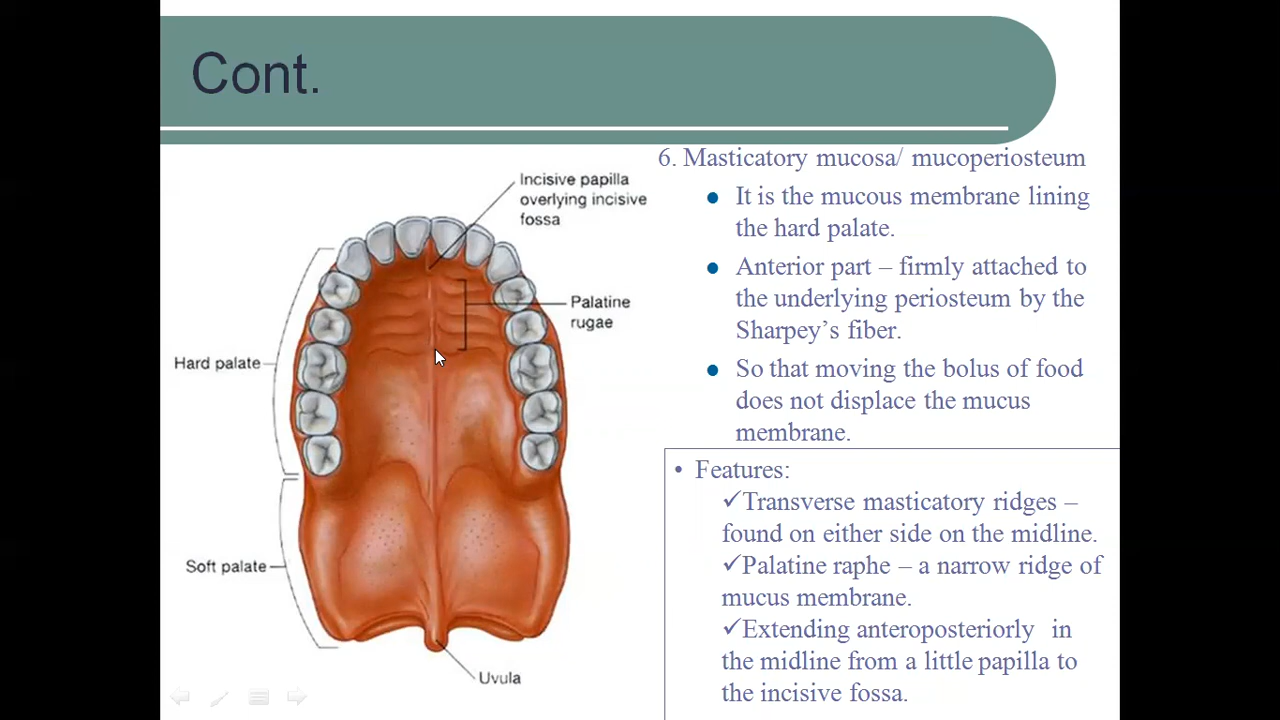 Cont.
Incisive papilla
overlying incisive
fossa
Palatine
rugae
Hard palate
Soft palate
Uvula
6. Masticatory mucosa/ mucoperiosteum
● It is the mucous membrane lining
the hard palate.
● Anterior part – firmly attached to
the underlying periosteum by the
Sharpey’s fiber.
● So that moving the bolus of food
does not displace the mucus
membrane.
• Features:
✓Transverse masticatory ridges –
found on either side on the midline.
✓Palatine raphe – a narrow ridge of
mucus membrane.
✓Extending anteroposteriorly in
the midline from a little papilla to
the incisive fossa.